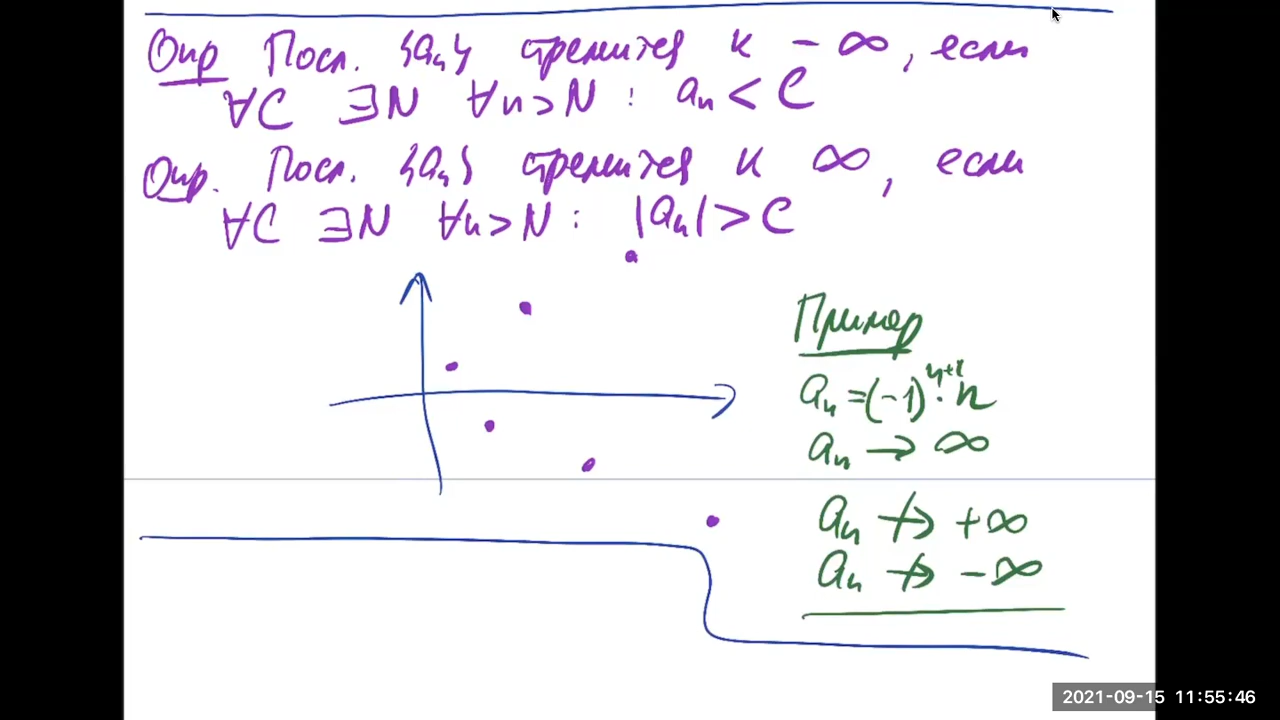 Опр Посл. {aₙ} стремится к - ∞, если
∀C ∃N ∀n>N : aₙ < C
Опр. Посл. {aₙ} стремится к ∞, если
∀C ∃N ∀n>N : |aₙ| > C
Пример
aₙ = (-1)ⁿ⁺¹ · n
aₙ → ∞
aₙ ↛ +∞
aₙ ↛ -∞
2021-09-15 11:55:46